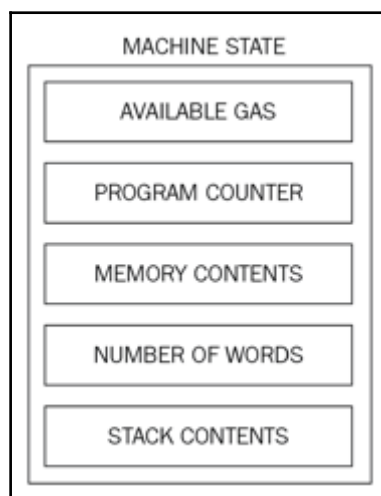 MACHINE STATE
AVAILABLE GAS
PROGRAM COUNTER
MEMORY CONTENTS
NUMBER OF WORDS
STACK CONTENTS